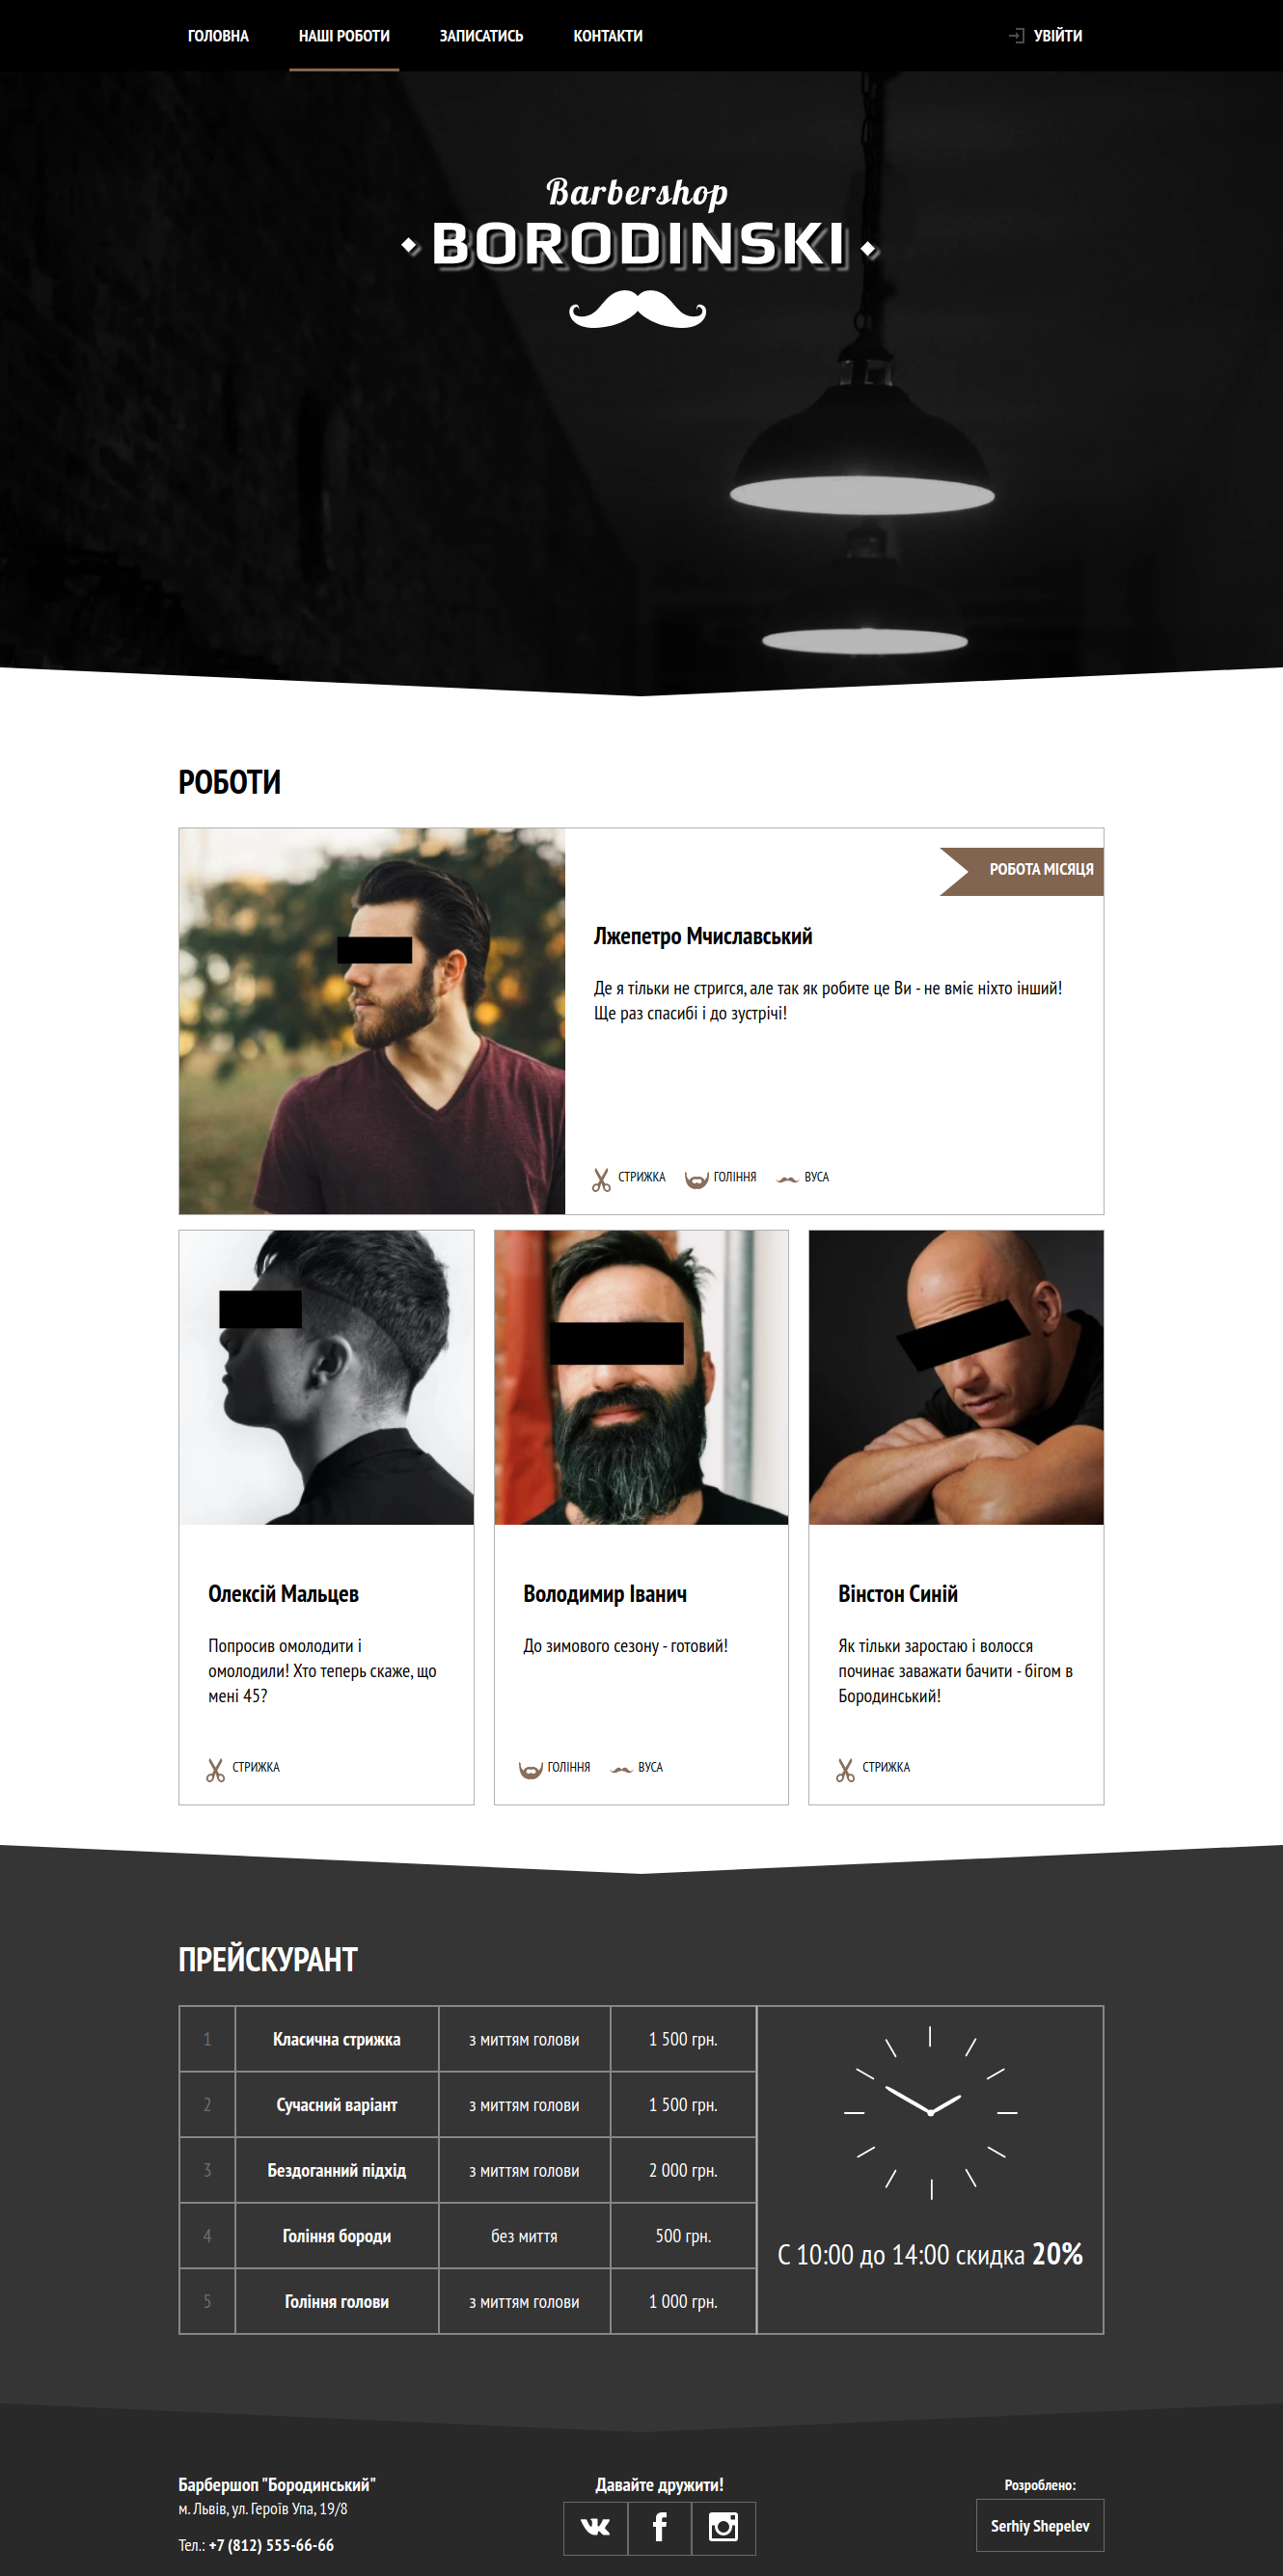 ГОЛОВНА НАШІ РОБОТИ ЗАПИСАТИСЬ КОНТАКТИ УВІЙТИ
Barbershop
BORODINSKI
РОБОТИ
РОБОТА МІСЯЦЯ
Лжепетро Мчиславський
Де я тільки не стригся, але так як робите це Ви - не вміє ніхто інший!
Ще раз спасибі і до зустрічі!
СТРИЖКА ГОЛІННЯ ВУСА
Олексій Мальцев
Попросив омолодити і
омолодили! Хто теперь скаже, що
мені 45?
СТРИЖКА
Володимир Іванич
До зимового сезону - готовий!
ГОЛІННЯ ВУСА
Вінстон Синій
Як тільки заростаю і волосся
починає заважати бачити - бігом в
Бородинський!
СТРИЖКА
ПРЕЙСКУРАНТ
1 Класична стрижка з миттям голови 1 500 грн.
2 Сучасний варіант з миттям голови 1 500 грн.
3 Бездоганний підхід з миттям голови 2 000 грн.
4 Гоління бороди без миття 500 грн.
5 Гоління голови з миттям голови 1 000 грн.
С 10:00 до 14:00 скидка 20%
Барбершоп "Бородинський"
м. Львів, ул. Героїв Упа, 19/8
Тел.: +7 (812) 555-66-66
Давайте дружити!
Розроблено:
Serhiy Shepelev